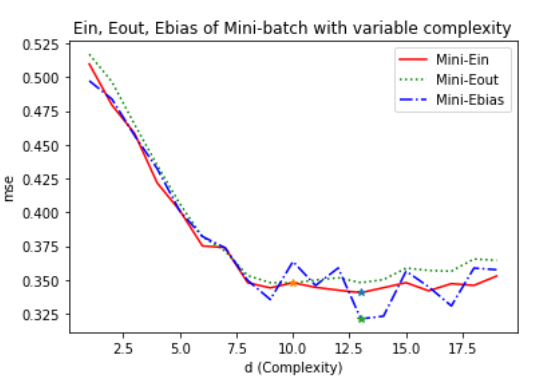 Ein, Eout, Ebias of Mini-batch with variable complexity
0.525
0.500
0.475
0.450
0.425
0.400
0.375
0.350
0.325
mse
Mini-Ein
Mini-Eout
Mini-Ebias
2.5 5.0 7.5 10.0 12.5 15.0 17.5
d (Complexity)